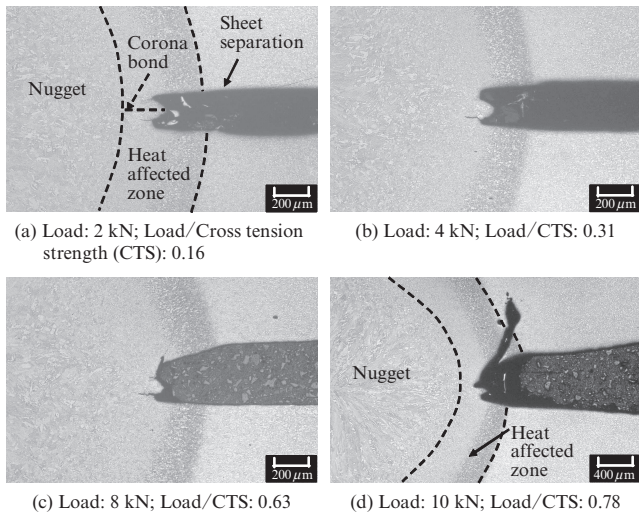 Corona
bond
Sheet
separation
Nugget
Heat
affected
zone
200 μm
(a) Load: 2 kN; Load/Cross tension
strength (CTS): 0.16
200 μm
(b) Load: 4 kN; Load/CTS: 0.31
200 μm
(c) Load: 8 kN; Load/CTS: 0.63
Nugget
Heat
affected
zone
400 μm
(d) Load: 10 kN; Load/CTS: 0.78